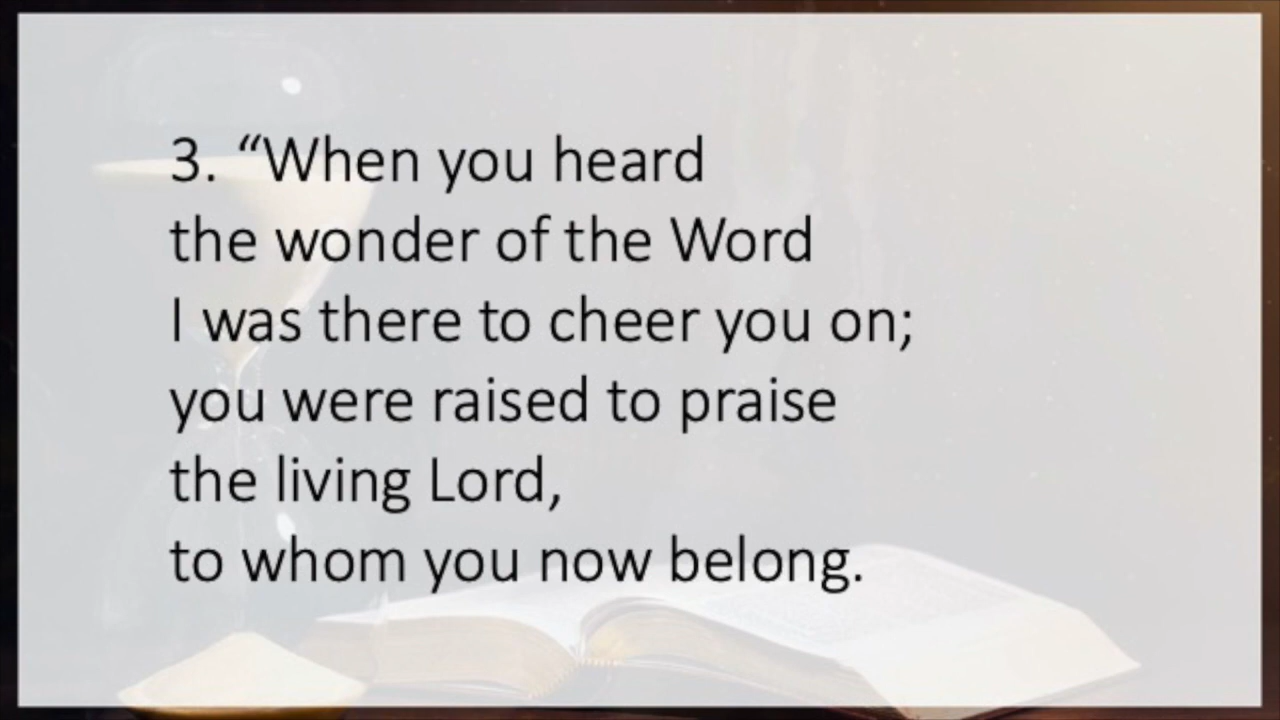 3. “When you heard
the wonder of the Word
I was there to cheer you on;
you were raised to praise
the living Lord,
to whom you now belong.